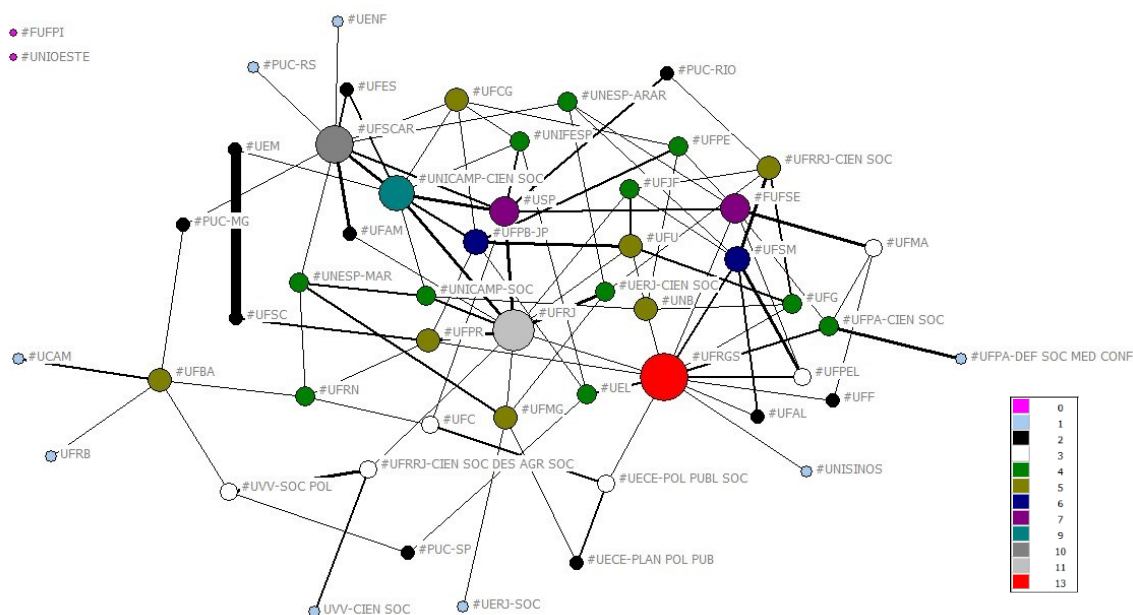 #UENF
#FUFPI
#UNIOESTE
#PUC-RS
#PUC-RIO
#UFES
#UFCG
#UNESP-ARAR
#UFSCAR
#UNIFESP
#UFPE
#UEM
#UFRRJ-CIEN SOC
#UNICAMP-CIEN SOC
#UFJF
#USP
#FUFSE
#PUC-MG
#UFAM
#UFPB-JP
#UFU
#UFMA
#UFSM
#UNESP-MAR
#UNICAMP-SOC
#UERJ-CIEN SOC
#UNB
#UFG
#UFSC
#UFPR
#UFRJ
#UFPA-CIEN SOC
#UCAM
#UFBA
#UFRGS
#UFPEL
#UFPA-DEF SOC MED CONF
#UFRN
#UEL
#UFF
#UFC
#UFMG
#UFAL
UFRB
#UFRRJ-CIEN SOC DES AGR SOC
#UNISINOS
#UVV-SOC POL
#UECE-POL PUBL SOC
#PUC-SP
#UECE-PLAN POL PUB
UVV-CIEN SOC
#UERJ-SOC
0
1
2
3
4
5
6
7
9
10
11
13